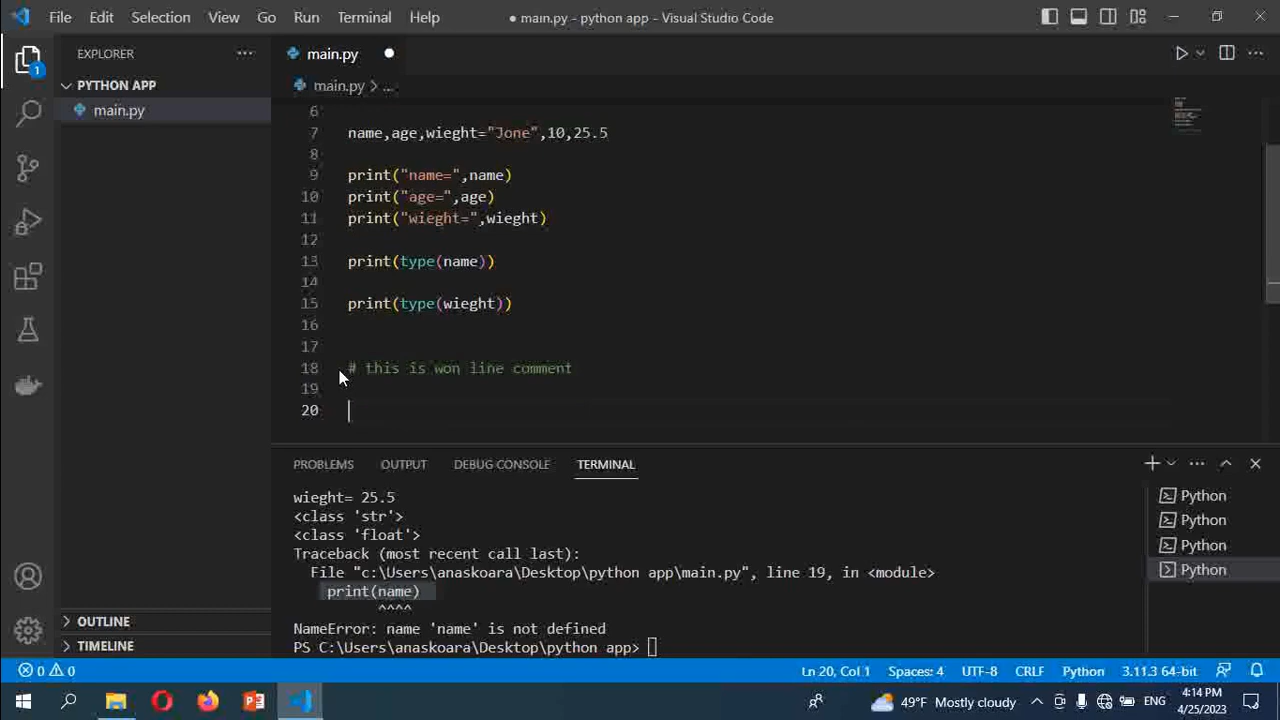 File Edit Selection View Go Run Terminal Help
● main.py - python app - Visual Studio Code
EXPLORER
PYTHON APP
main.py
main.py
main.py > ...
6
7 name,age,wieght="Jone",10,25.5
8
9 print("name=",name)
10 print("age=",age)
11 print("wieght=",wieght)
12
13 print(type(name))
14
15 print(type(wieght))
16
17
18 # this is won line comment
19
20
1
PROBLEMS OUTPUT DEBUG CONSOLE TERMINAL
wieght= 25.5
<class 'str'>
<class 'float'>
Traceback (most recent call last):
File "c:\Users\anaskoara\Desktop\python app\main.py", line 19, in <module>
print(name)
^^^^
NameError: name 'name' is not defined
PS C:\Users\anaskoara\Desktop\python app>
Python
Python
Python
Python
OUTLINE
TIMELINE
0 0 Ln 20, Col 1 Spaces: 4 UTF-8 CRLF Python 3.11.3 64-bit
49°F Mostly cloudy ENG 4:14 PM
4/25/2023